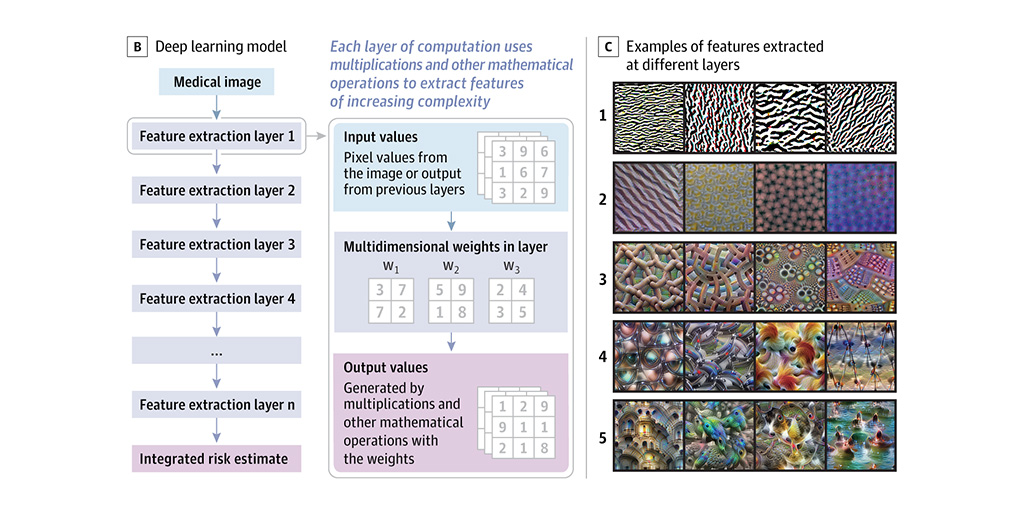 B Deep learning model
Medical image
Feature extraction layer 1
Feature extraction layer 2
Feature extraction layer 3
Feature extraction layer 4
...
Feature extraction layer n
Integrated risk estimate
Each layer of computation uses
multiplications and other mathematical
operations to extract features
of increasing complexity
Input values
Pixel values from
the image or output
from previous layers
3 9 6
1 6 7
3 2 9
Multidimensional weights in layer
W1 W2 W3
3 7 5 9 2 4
7 2 1 8 3 5
Output values
Generated by
multiplications and
other mathematical
operations with
the weights
1 2 9
9 1 1
2 1 8
C Examples of features extracted
at different layers
1
2
3
4
5